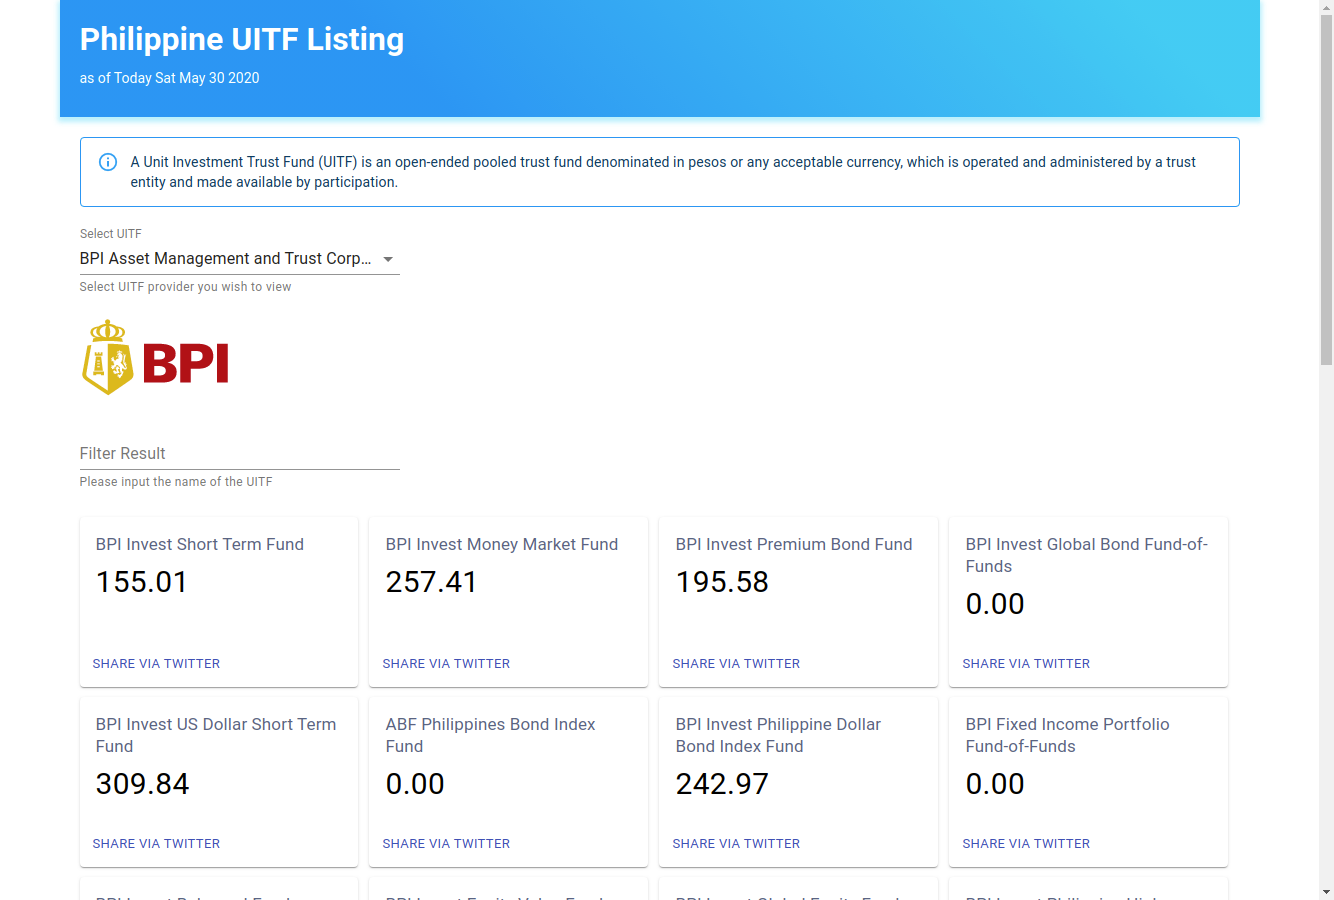 Philippine UITF Listing
as of Today Sat May 30 2020
A Unit Investment Trust Fund (UITF) is an open-ended pooled trust fund denominated in pesos or any acceptable currency, which is operated and administered by a trust
entity and made available by participation.
Select UITF
BPI Asset Management and Trust Corp...
Select UITF provider you wish to view
BPI
Filter Result
Please input the name of the UITF
BPI Invest Short Term Fund
155.01
SHARE VIA TWITTER
BPI Invest Money Market Fund
257.41
SHARE VIA TWITTER
BPI Invest Premium Bond Fund
195.58
SHARE VIA TWITTER
BPI Invest Global Bond Fund-of-
Funds
0.00
SHARE VIA TWITTER
BPI Invest US Dollar Short Term
Fund
309.84
SHARE VIA TWITTER
ABF Philippines Bond Index
Fund
0.00
SHARE VIA TWITTER
BPI Invest Philippine Dollar
Bond Index Fund
242.97
SHARE VIA TWITTER
BPI Fixed Income Portfolio
Fund-of-Funds
0.00
SHARE VIA TWITTER